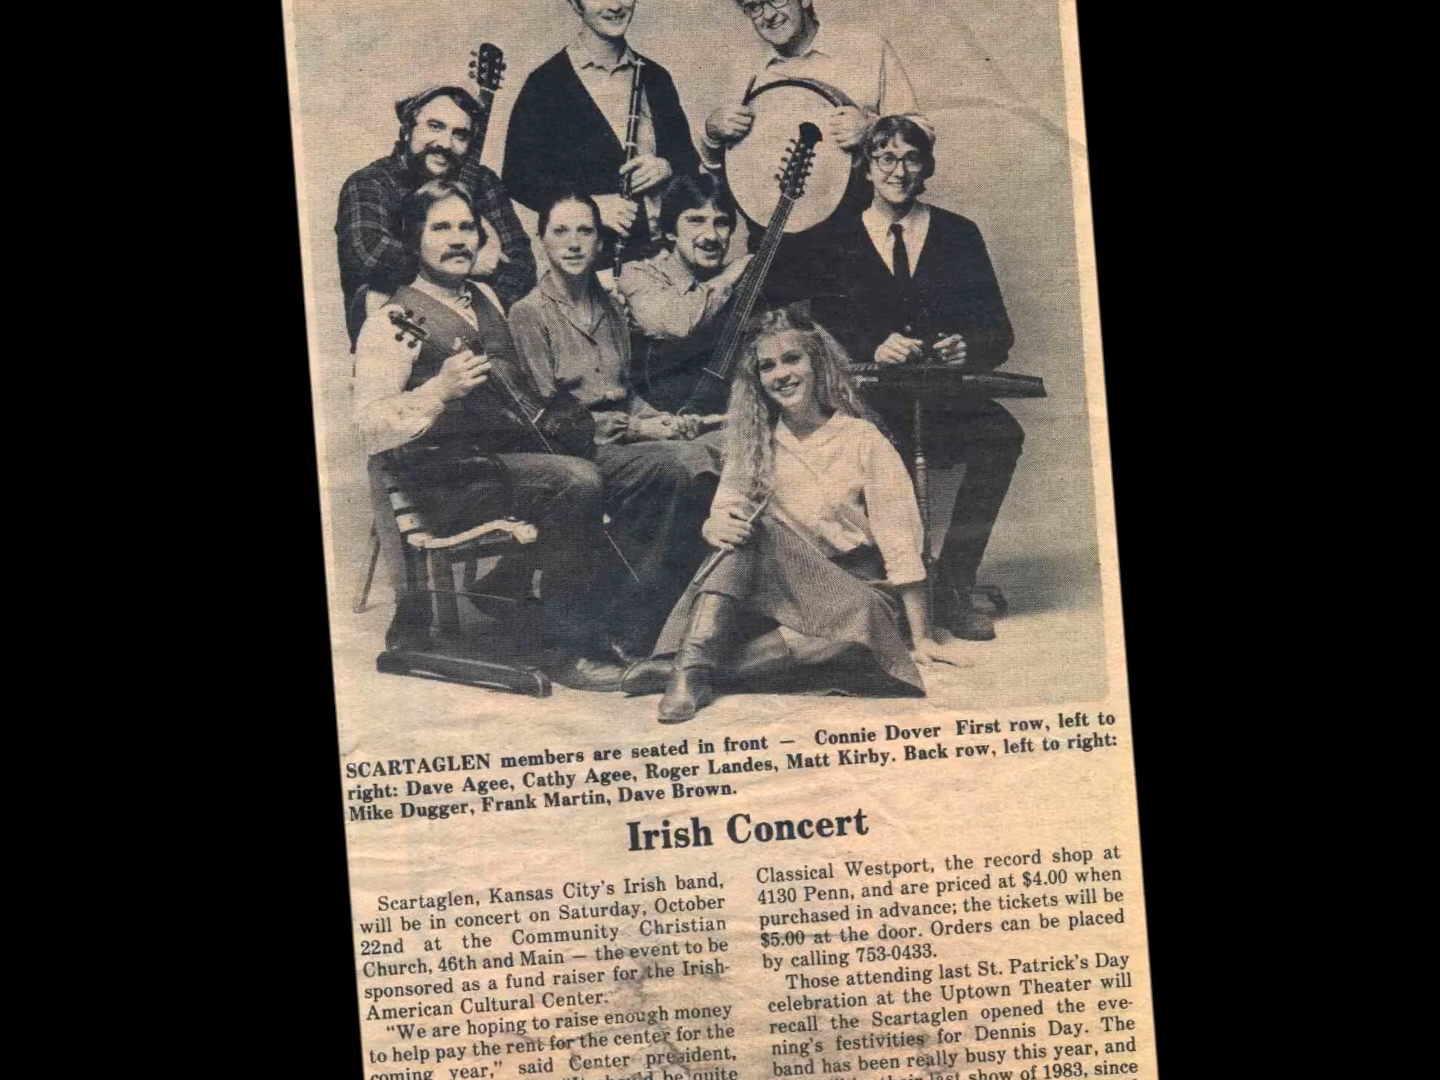 SCARTAGLEN members are seated in front — Connie Dover First row, left to
right: Dave Agee, Cathy Agee, Roger Landes, Matt Kirby. Back row, left to right:
Mike Dugger, Frank Martin, Dave Brown.
Irish Concert
Scartaglen, Kansas City's Irish band,
will be in concert on Saturday, October
22nd at the Community Christian
Church, 46th and Main — the event to be
sponsored as a fund raiser for the Irish-
American Cultural Center.
"We are hoping to raise enough money
to help pay the rent for the center for the
coming year," said Center president,
be quite
Classical Westport, the record shop at
4130 Penn, and are priced at $4.00 when
purchased in advance; the tickets will be
$5.00 at the door. Orders can be placed
by calling 753-0433.
Those attending last St. Patrick's Day
celebration at the Uptown Theater will
recall the Scartaglen opened the eve-
ning's festivities for Dennis Day. The
band has been really busy this year, and
last show of 1983, since